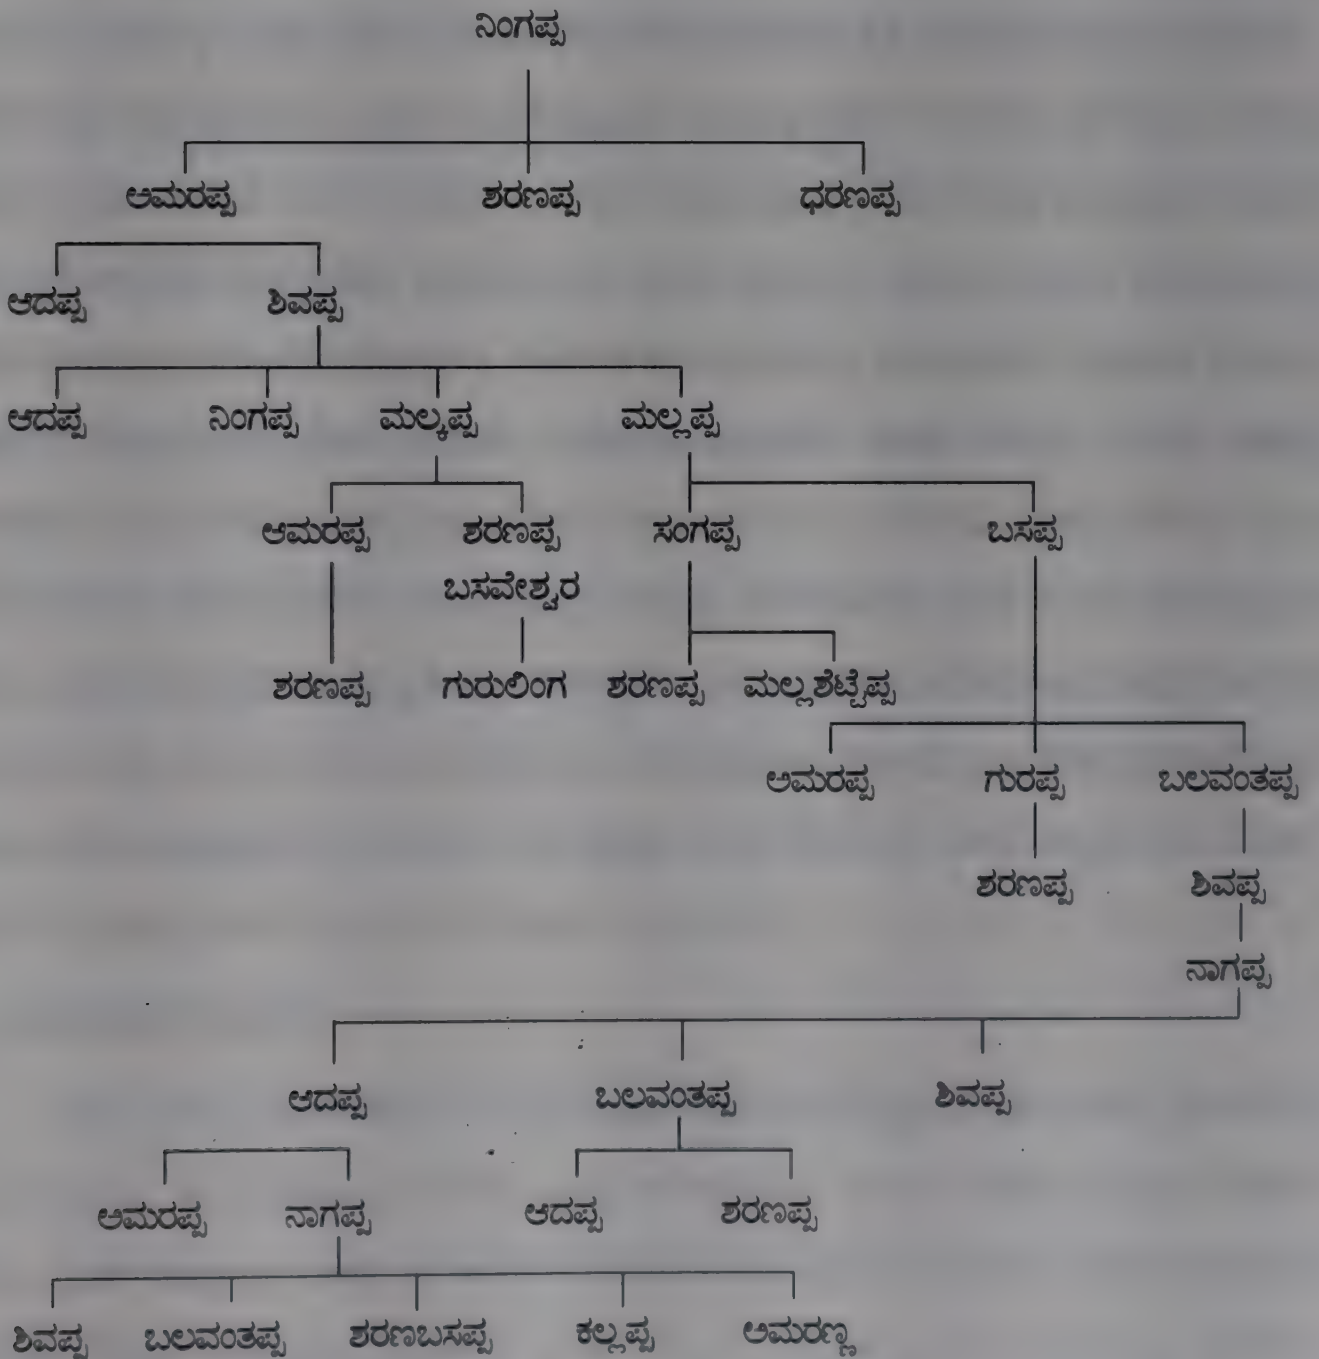 ನಿಂಗಪ್ಪ
ಅಮರಪ್ಪ ಶರಣಪ್ಪ ಧರಣಪ್ಪ
ಆದಪ್ಪ ಶಿವಪ್ಪ
ಆದಪ್ಪ ನಿಂಗಪ್ಪ ಮಲ್ಕಪ್ಪ ಮಲ್ಲಪ್ಪ
ಅಮರಪ್ಪ ಶರಣಪ್ಪ ಸಂಗಪ್ಪ ಬಸಪ್ಪ
ಬಸವೇಶ್ವರ
ಶರಣಪ್ಪ ಗುರುಲಿಂಗ ಶರಣಪ್ಪ ಮಲ್ಲಶೆಟ್ಟೆಪ್ಪ
ಅಮರಪ್ಪ ಗುರಪ್ಪ ಬಲವಂತಪ್ಪ
ಶರಣಪ್ಪ ಶಿವಪ್ಪ
ನಾಗಪ್ಪ
ಆದಪ್ಪ ಬಲವಂತಪ್ಪ ಶಿವಪ್ಪ
ಅಮರಪ್ಪ ನಾಗಪ್ಪ ಆದಪ್ಪ ಶರಣಪ್ಪ
ಶಿವಪ್ಪ ಬಲವಂತಪ್ಪ ಶರಣಬಸಪ್ಪ ಕಲ್ಲಪ್ಪ ಅಮರಣ್ಣ